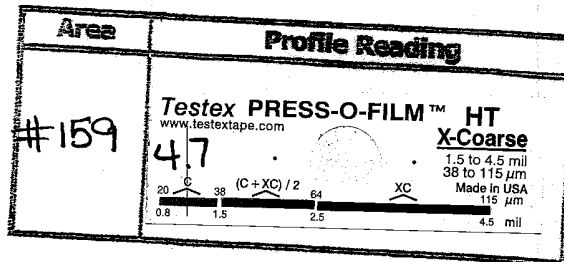 Area
Profile Reading
#159
Testex PRESS-O-FILM™ HT
www.testextape.com
X-Coarse
4.7
1.5 to 4.5 mil
38 to 115 µm
Made in USA
C (C + XC) / 2 XC
20 38 64 115 µm
0.8 1.5 2.5 4.5 mil